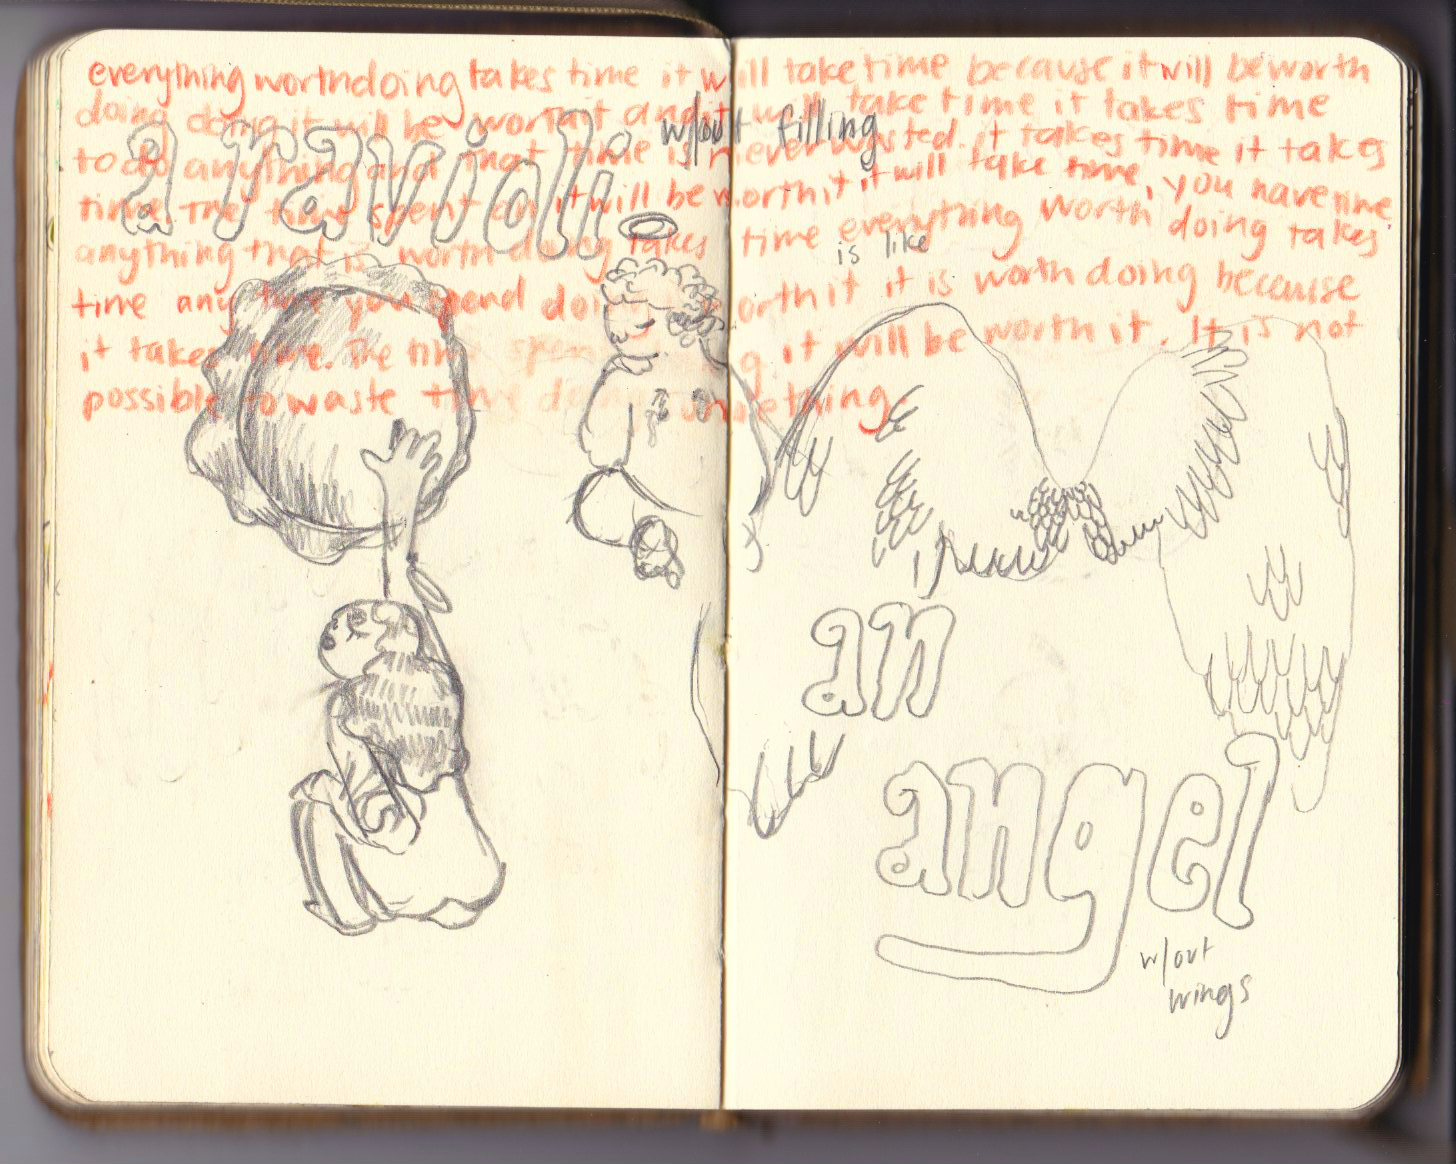 everything worth doing takes time it will take time because it will be worth
doing doing it will be worth it and it will take time it takes time
to do anything and that time is never wasted. it takes time it takes
time. The time spent on it will be worth it it will take time, you have time,
anything that is worth doing takes time everything worth doing takes
time any time you spend doing worth it it is worth doing because
it takes time. The time spent it will be worth it. It is not
possible to waste time doing something.
a ravioli
w/out filling
is like
an
angel
w/out
wings